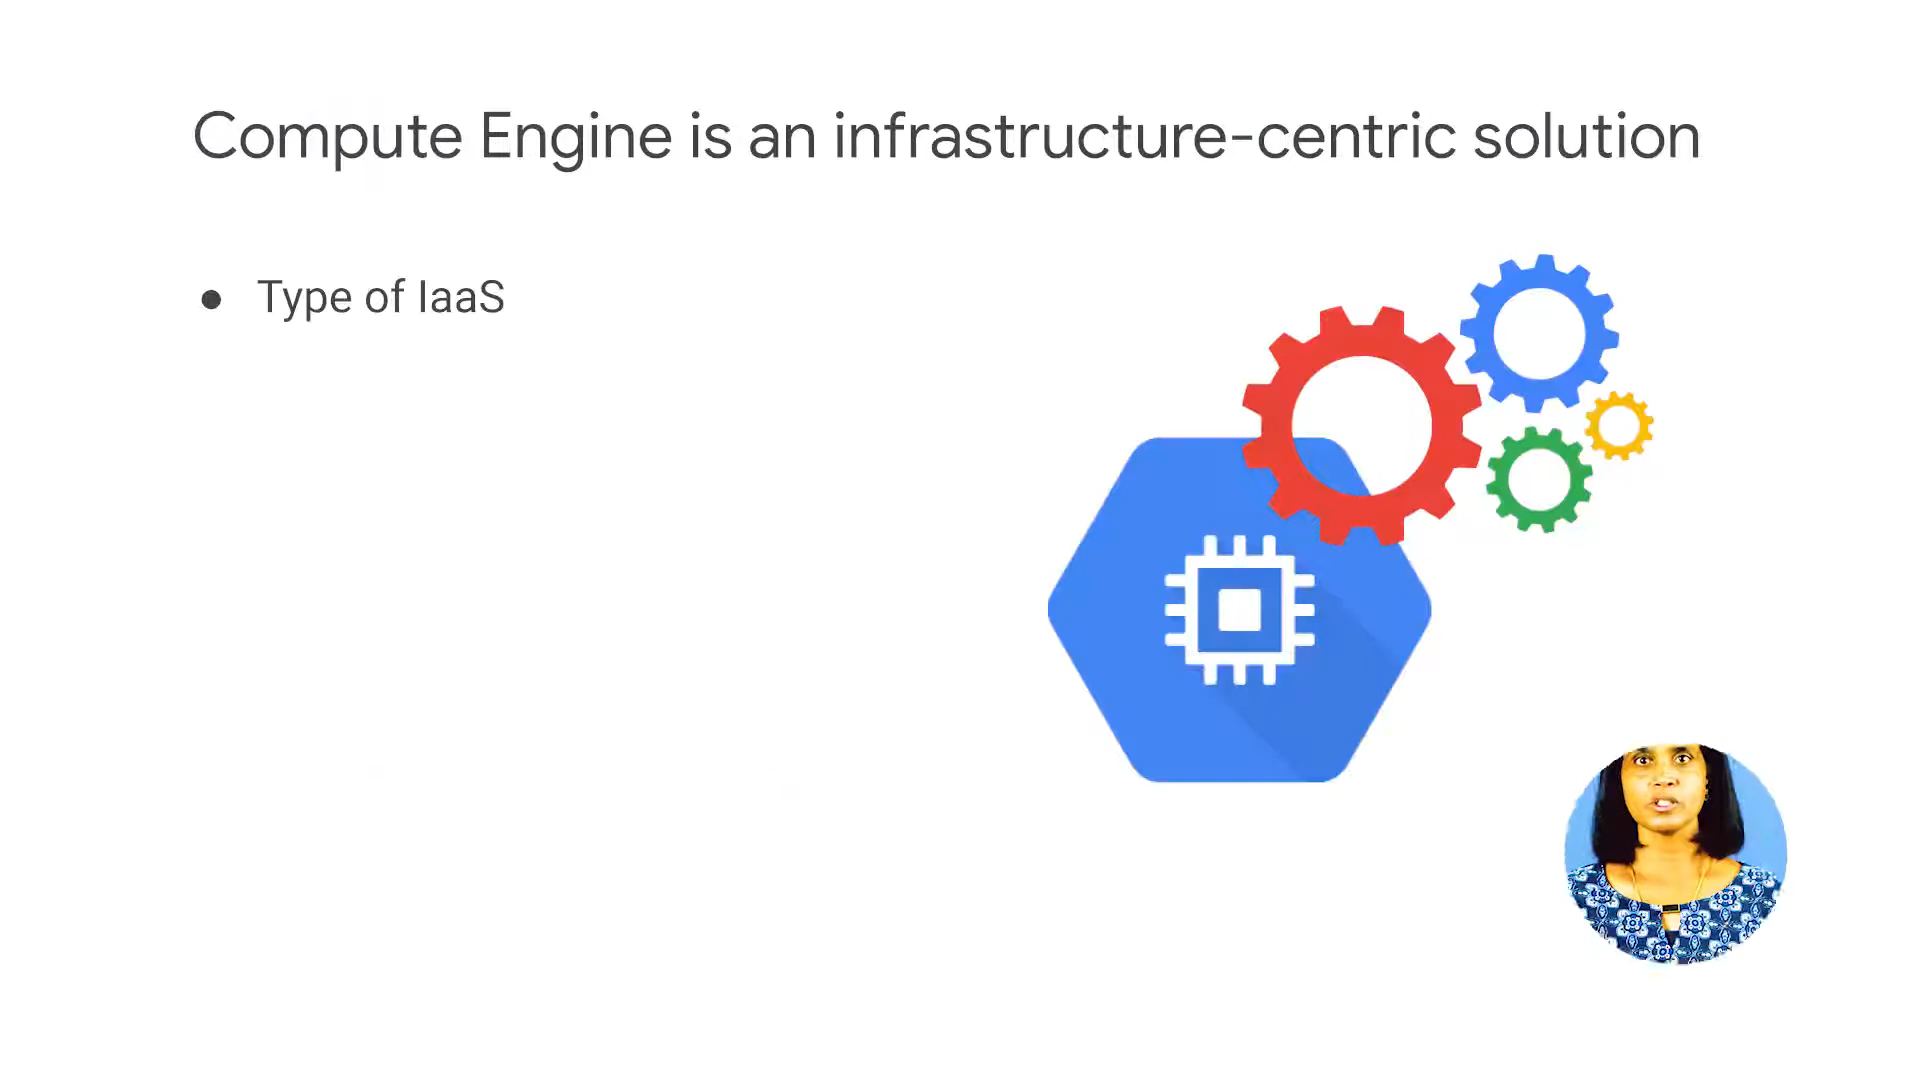 Compute Engine is an infrastructure-centric solution
● Type of IaaS